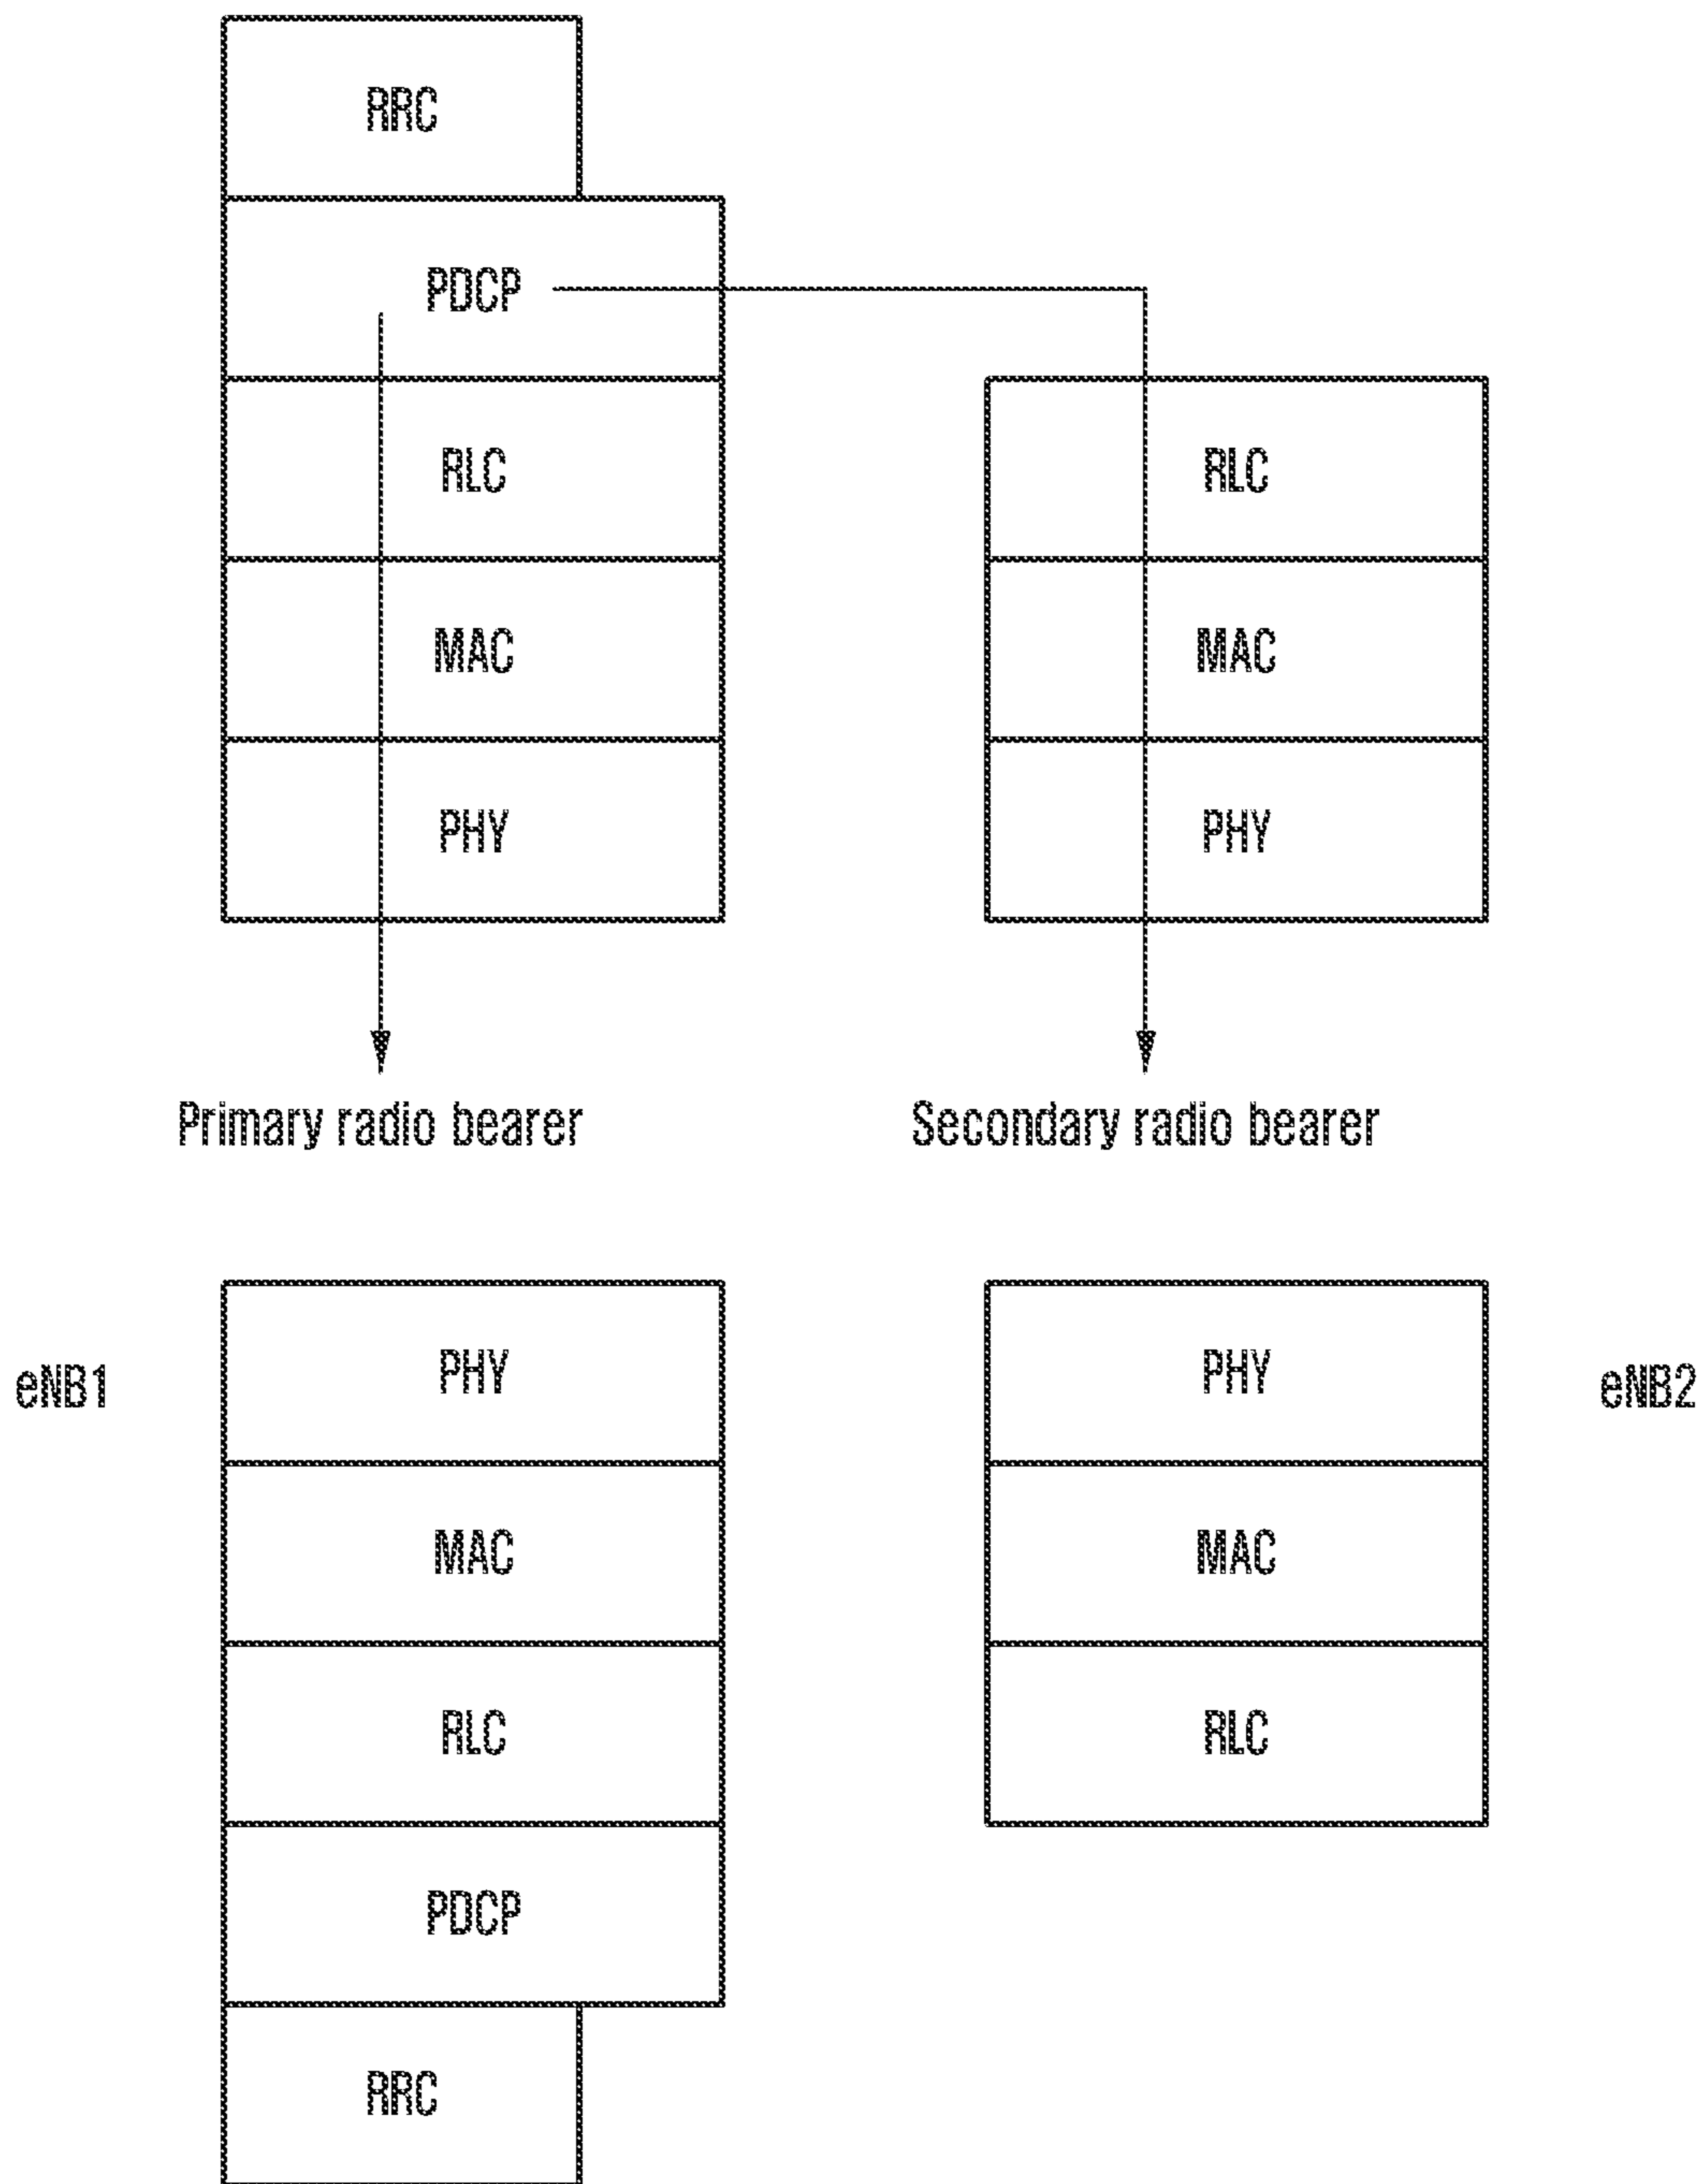 RRC
PDCP
RLC RLC
MAC MAC
PHY PHY
Primary radio bearer Secondary radio bearer
eNB1 PHY PHY eNB2
MAC MAC
RLC RLC
PDCP
RRC